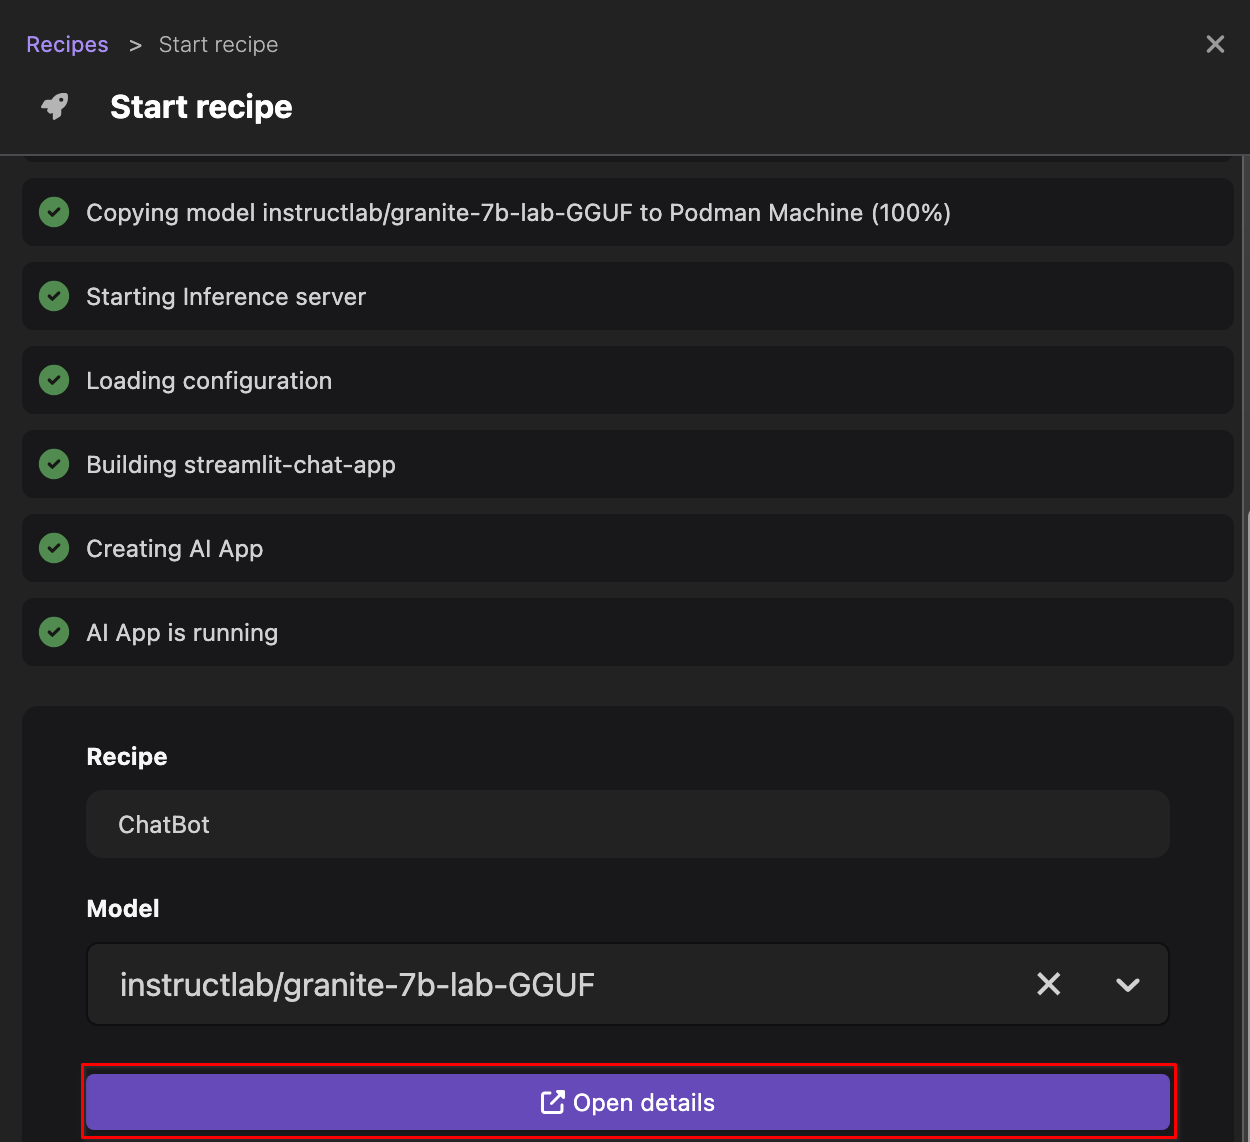 Recipes > Start recipe
Start recipe
Copying model instructlab/granite-7b-lab-GGUF to Podman Machine (100%)
Starting Inference server
Loading configuration
Building streamlit-chat-app
Creating AI App
AI App is running
Recipe
ChatBot
Model
instructlab/granite-7b-lab-GGUF
Open details